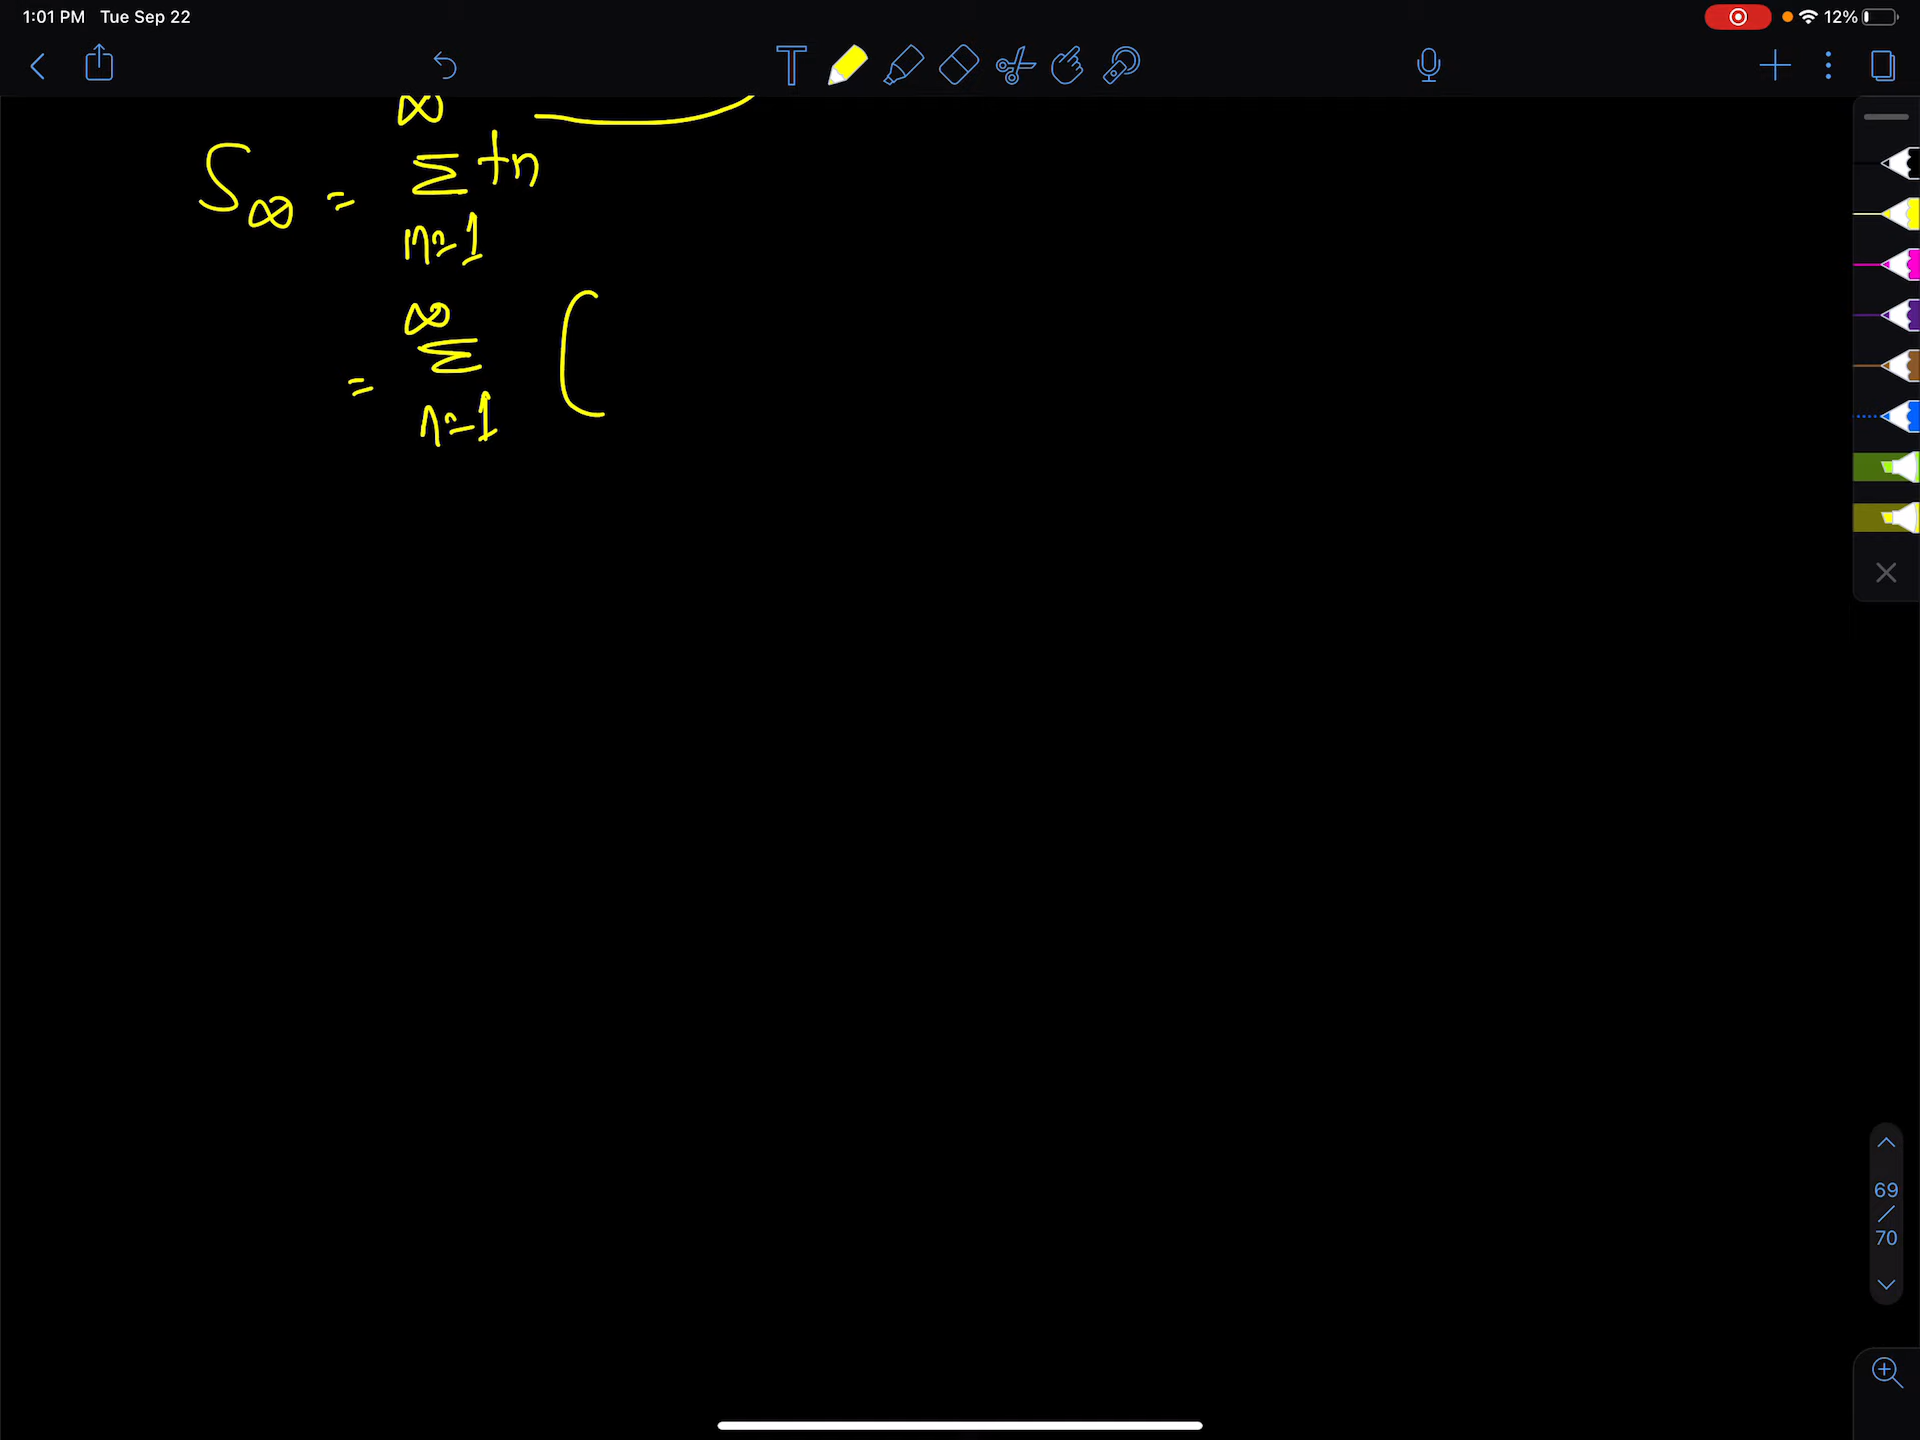 1:01 PM Tue Sep 22 12%
T
∞
S∞ = Σ tn
n=1
∞
= Σ (
n=1
69
/
70